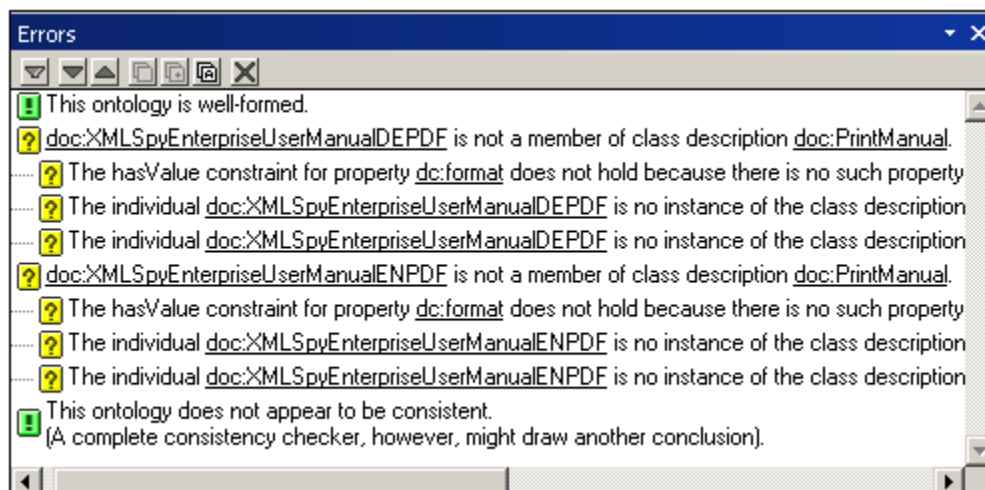 Errors
This ontology is well-formed.
doc:XMLSpyEnterpriseUserManualDEPDF is not a member of class description doc:PrintManual.
The hasValue constraint for property dc:format does not hold because there is no such property
The individual doc:XMLSpyEnterpriseUserManualDEPDF is no instance of the class description
The individual doc:XMLSpyEnterpriseUserManualDEPDF is no instance of the class description
doc:XMLSpyEnterpriseUserManualENPDF is not a member of class description doc:PrintManual.
The hasValue constraint for property dc:format does not hold because there is no such property
The individual doc:XMLSpyEnterpriseUserManualENPDF is no instance of the class description
The individual doc:XMLSpyEnterpriseUserManualENPDF is no instance of the class description
This ontology does not appear to be consistent.
(A complete consistency checker, however, might draw another conclusion).